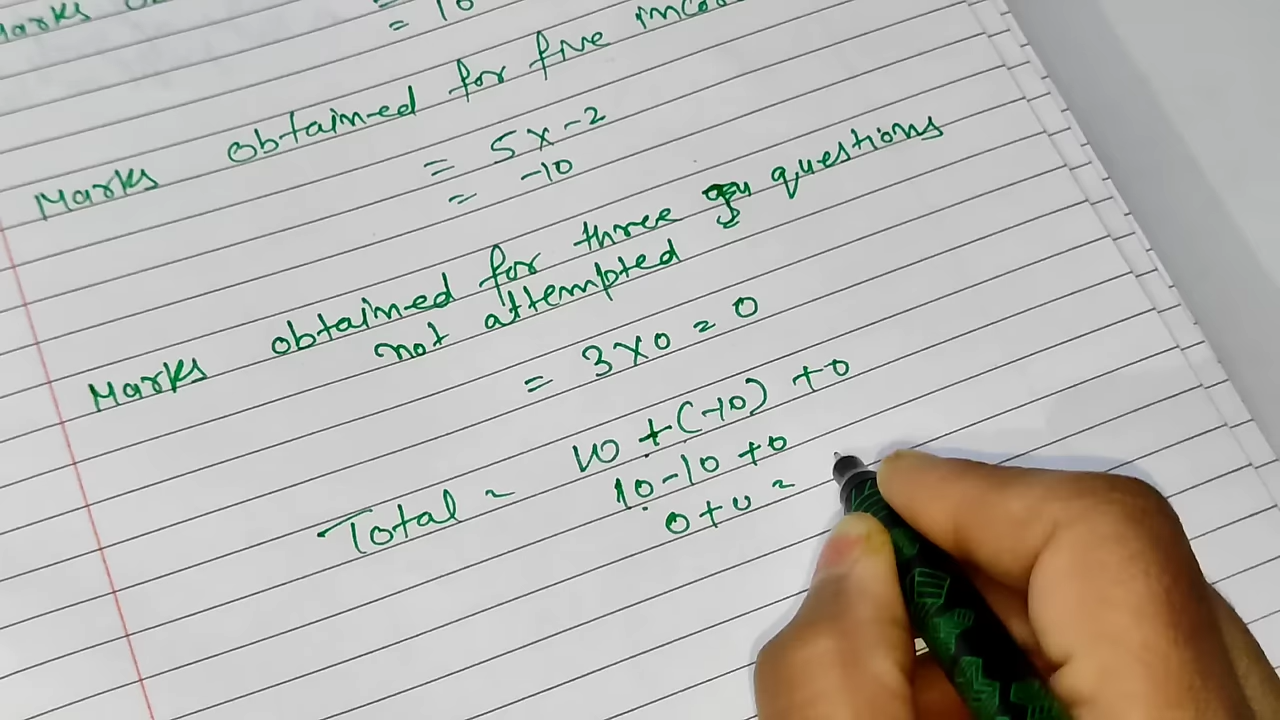 Marks
= 10
Marks obtained for five
= 5 x -2
= -10
Marks obtained for three questions
not attempted
= 3 x 0 = 0
Total = 10 + (-10) + 0
10 - 10 + 0
0 + 0 =